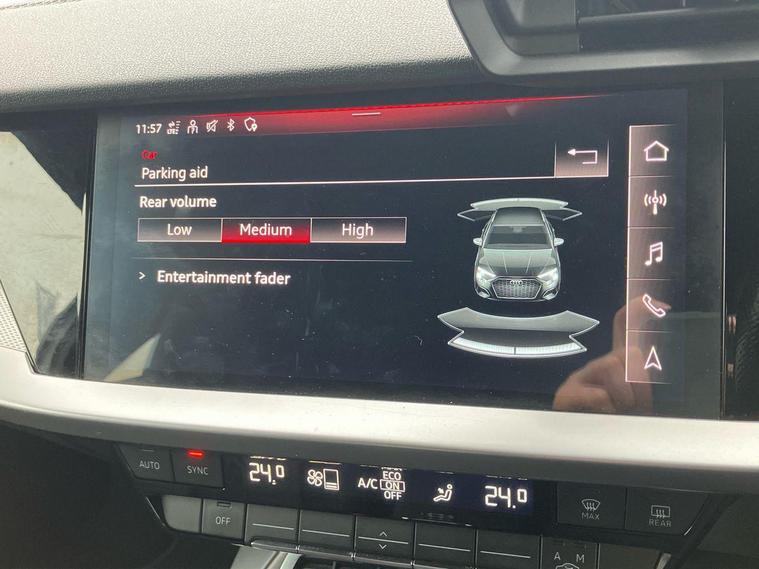 11:57
Car
Parking aid
Rear volume
Low Medium High
> Entertainment fader
AUTO SYNC 24.0 A/C ECO ON OFF 24.0
OFF MAX REAR
A M